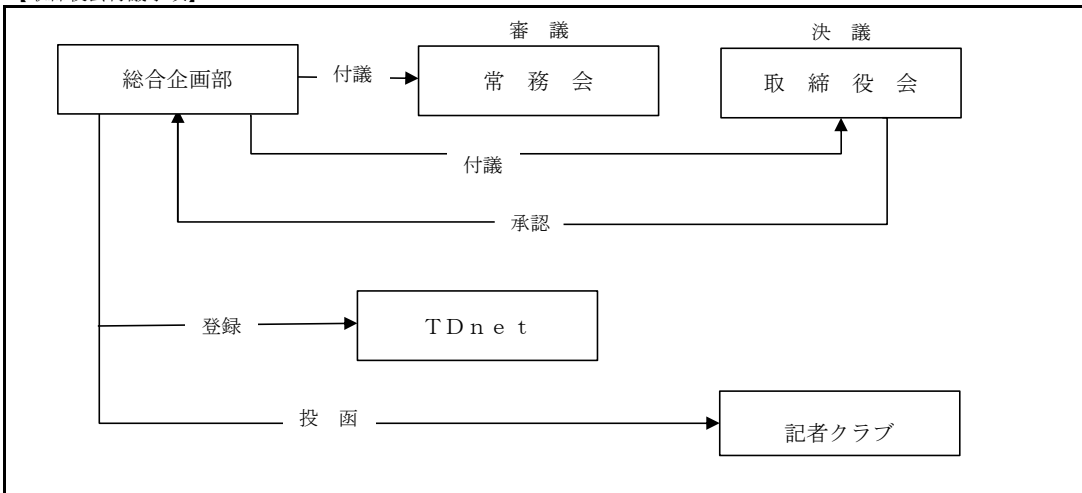 審 議
決 議
総合企画部
付議
常 務 会
取 締 役 会
付議
承認
登録
TDnet
投 函
記者クラブ